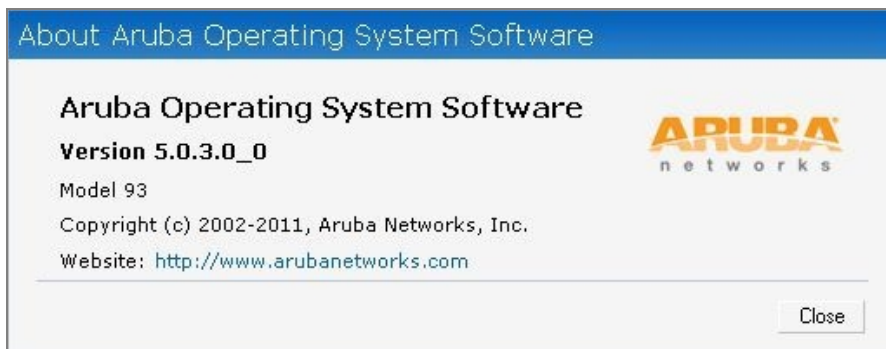 About Aruba Operating System Software
Aruba Operating System Software
Version 5.0.3.0_0
Model 93
Copyright (c) 2002-2011, Aruba Networks, Inc.
Website: http://www.arubanetworks.com
ARUBA
networks
Close